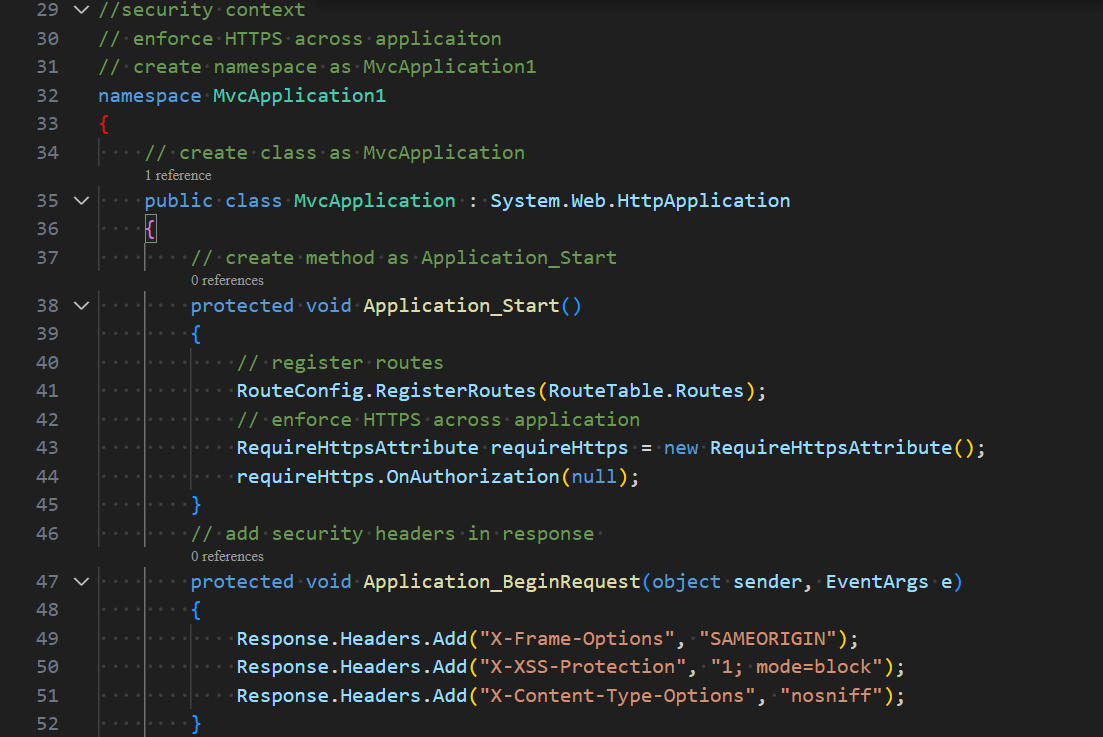 29 //security context
30 // enforce HTTPS across applicaiton
31 // create namespace as MvcApplication1
32 namespace MvcApplication1
33 {
34 // create class as MvcApplication
1 reference
35 public class MvcApplication : System.Web.HttpApplication
36 {
37 // create method as Application_Start
0 references
38 protected void Application_Start()
39 {
40 // register routes
41 RouteConfig.RegisterRoutes(RouteTable.Routes);
42 // enforce HTTPS across application
43 RequireHttpsAttribute requireHttps = new RequireHttpsAttribute();
44 requireHttps.OnAuthorization(null);
45 }
46 // add security headers in response
0 references
47 protected void Application_BeginRequest(object sender, EventArgs e)
48 {
49 Response.Headers.Add("X-Frame-Options", "SAMEORIGIN");
50 Response.Headers.Add("X-XSS-Protection", "1; mode=block");
51 Response.Headers.Add("X-Content-Type-Options", "nosniff");
52 }